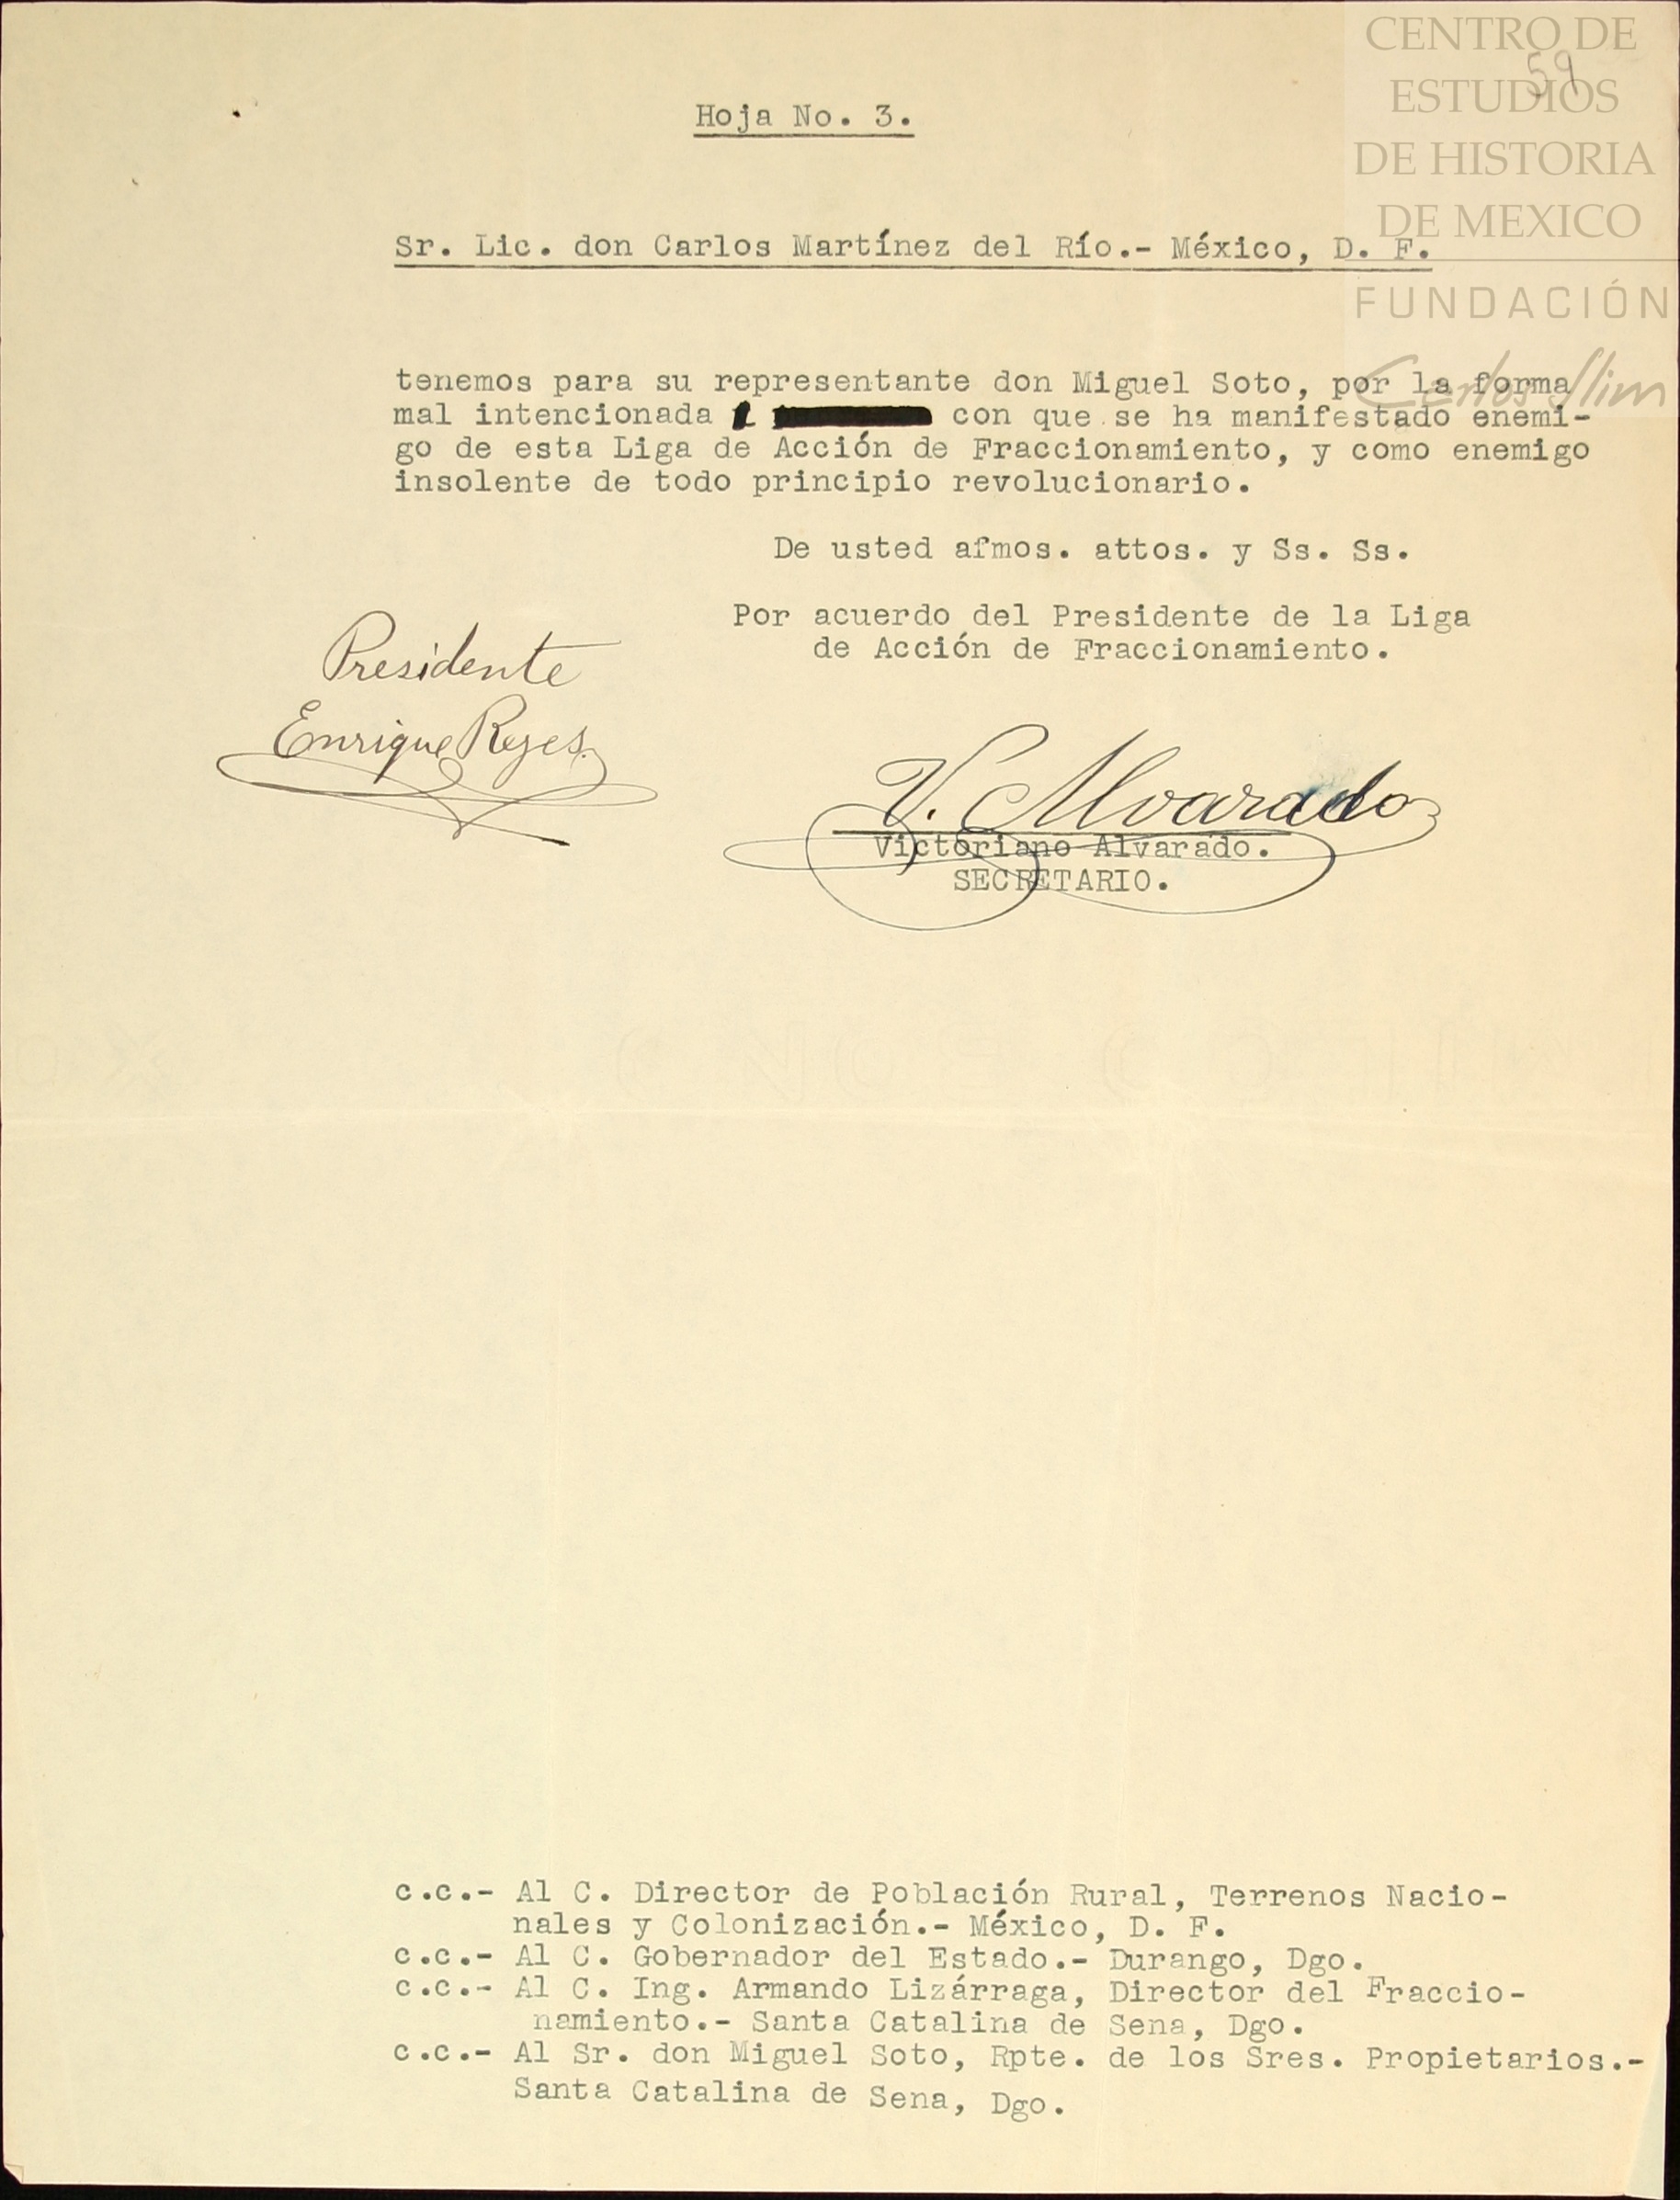 CENTRO DE
ESTUDIOS
DE HISTORIA
DE MEXICO
FUNDACIÓN
Carlos Slim
59
Hoja No. 3.
Sr. Lic. don Carlos Martínez del Río.- México, D. F.
tenemos para su representante don Miguel Soto, por la forma
mal intencionada con que se ha manifestado enemi-
go de esta Liga de Acción de Fraccionamiento, y como enemigo
insolente de todo principio revolucionario.
De usted afmos. attos. y Ss. Ss.
Por acuerdo del Presidente de la Liga
de Acción de Fraccionamiento.
Presidente
Enrique Reyes.
V. Alvarado
Victoriano Alvarado.
SECRETARIO.
c.c.- Al C. Director de Población Rural, Terrenos Nacio-
nales y Colonización.- México, D. F.
c.c.- Al C. Gobernador del Estado.- Durango, Dgo.
c.c.- Al C. Ing. Armando Lizárraga, Director del Fraccio-
namiento.- Santa Catalina de Sena, Dgo.
c.c.- Al Sr. don Miguel Soto, Rpte. de los Sres. Propietarios.-
Santa Catalina de Sena, Dgo.